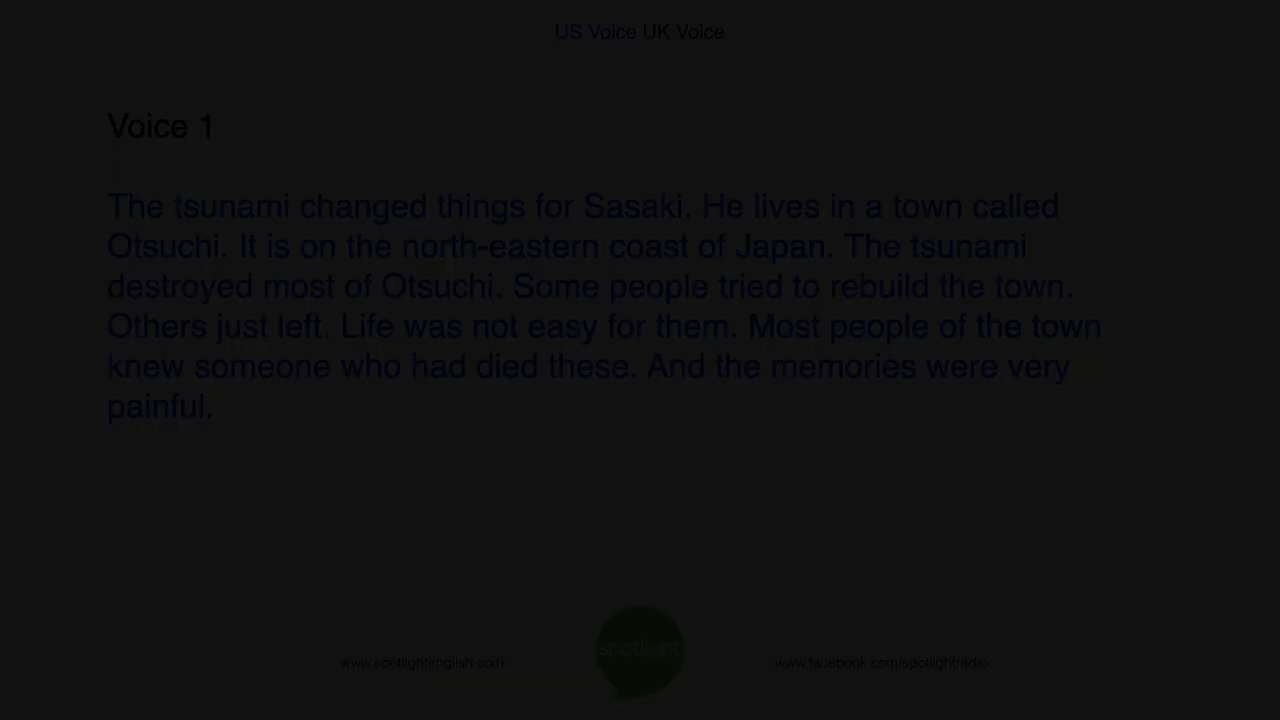 US Voice UK Voice
Voice 1
The tsunami changed things for Sasaki. He lives in a town called
Otsuchi. It is on the north-eastern coast of Japan. The tsunami
destroyed most of Otsuchi. Some people tried to rebuild the town.
Others just left. Life was not easy for them. Most people of the town
knew someone who had died these. And the memories were very
painful.
www.spotlightenglish.com
spotlight
www.facebook.com/spotlightradio